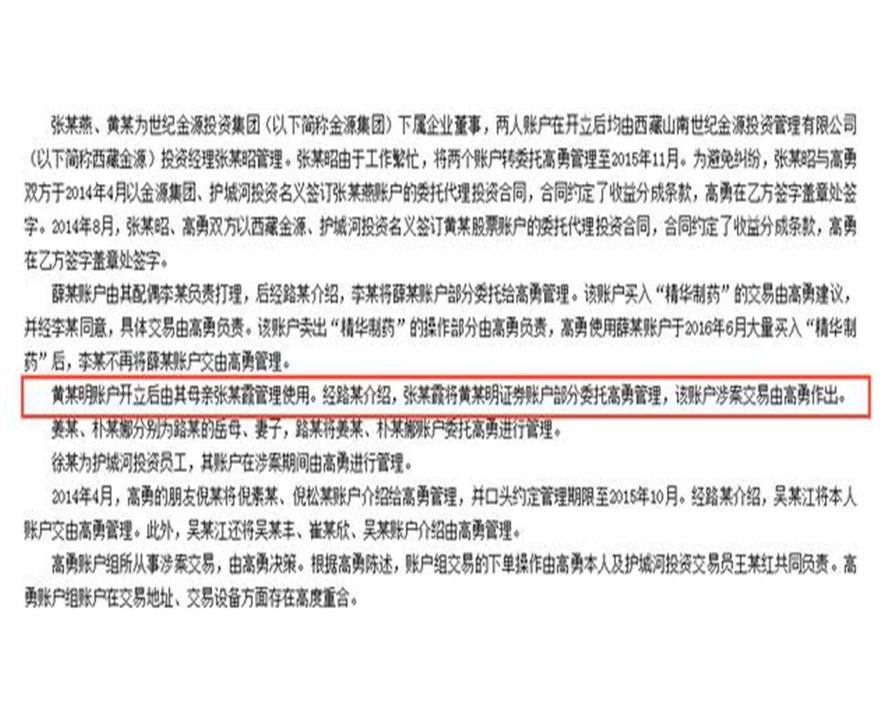 张某燕、黄某为世纪金源投资集团（以下简称金源集团）下属企业董事，两人账户在开立后均由西藏山南世纪金源投资管理有限公司
（以下简称西藏金源）投资经理张某昭管理。张某昭由于工作繁忙，将两个账户转委托高勇管理至2015年11月。为避免纠纷，张某昭与高勇
双方于2014年4月以金源集团、护城河投资名义签订张某燕账户的委托代理投资合同，合同约定了收益分成条款，高勇在乙方签字盖章处签
字。2014年8月，张某昭、高勇双方以西藏金源、护城河投资名义签订黄某股票账户的委托代理投资合同，合同约定了收益分成条款，高勇
在乙方签字盖章处签字。
薛某账户由其配偶李某负责打理，后经路某介绍，李某将薛某账户部分委托给高勇管理。该账户买入“精华制药”的交易由高勇建议，
并经李某同意，具体交易由高勇负责。该账户卖出“精华制药”的操作部分由高勇负责，高勇使用薛某账户于2016年6月大量买入“精华制
药”后，李某不再将薛某账户交由高勇管理。
黄某明账户开立后由其母亲张某霞管理使用。经路某介绍，张某霞将黄某明证券账户部分委托高勇管理，该账户涉案交易由高勇作出。
姜某、朴某娜分别为路某的岳母、妻子，路某将姜某、朴某娜账户委托高勇进行管理。
徐某为护城河投资员工，其账户在涉案期间由高勇进行管理。
2014年4月，高勇的朋友倪某将倪素某、倪松某账户介绍给高勇管理，并口头约定管理期限至2015年10月。经路某介绍，吴某江将本人
账户交由高勇管理。此外，吴某江还将吴某丰、崔某欣、吴某账户介绍由高勇管理。
高勇账户组所从事涉案交易，由高勇决策。根据高勇陈述，账户组交易的下单操作由高勇本人及护城河投资交易员王某红共同负责。高
勇账户组账户在交易地址、交易设备方面存在高度重合。